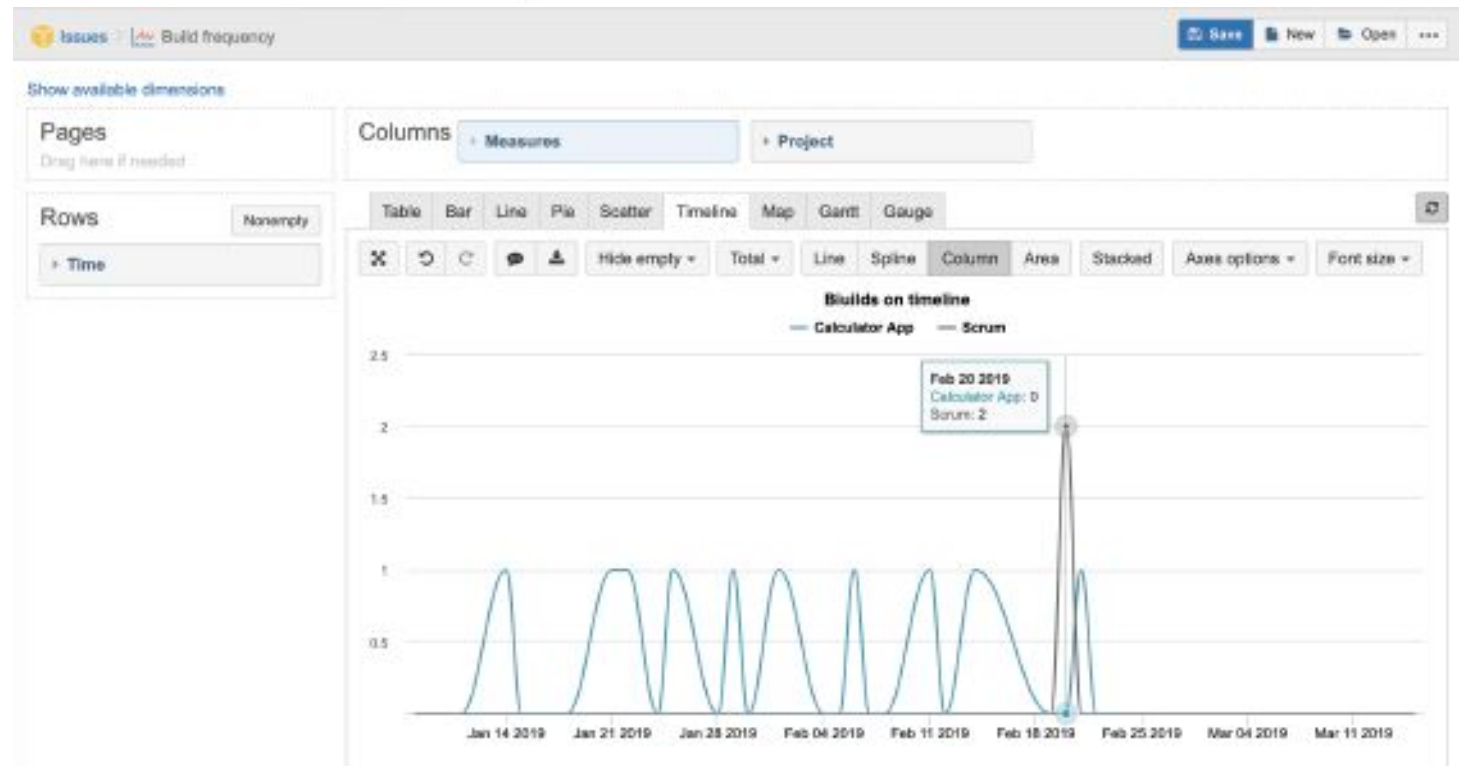 Issues Build frequency
Save New Open
Show available dimensions
Pages
Drag here if needed
Columns Measures Project
Rows Nonempty
Time
Table Bar Line Pie Scatter Timeline Map Gantt Gauge
Hide empty Total Line Spline Column Area Stacked Axes options Font size
Biuilds on timeline
Calculator App Scrum
2.5
Feb 20 2019
Calculator App: 0
Scrum: 2
2
1.5
1
0.5
Jan 14 2019 Jan 21 2019 Jan 28 2019 Feb 04 2019 Feb 11 2019 Feb 18 2019 Feb 25 2019 Mar 04 2019 Mar 11 2019